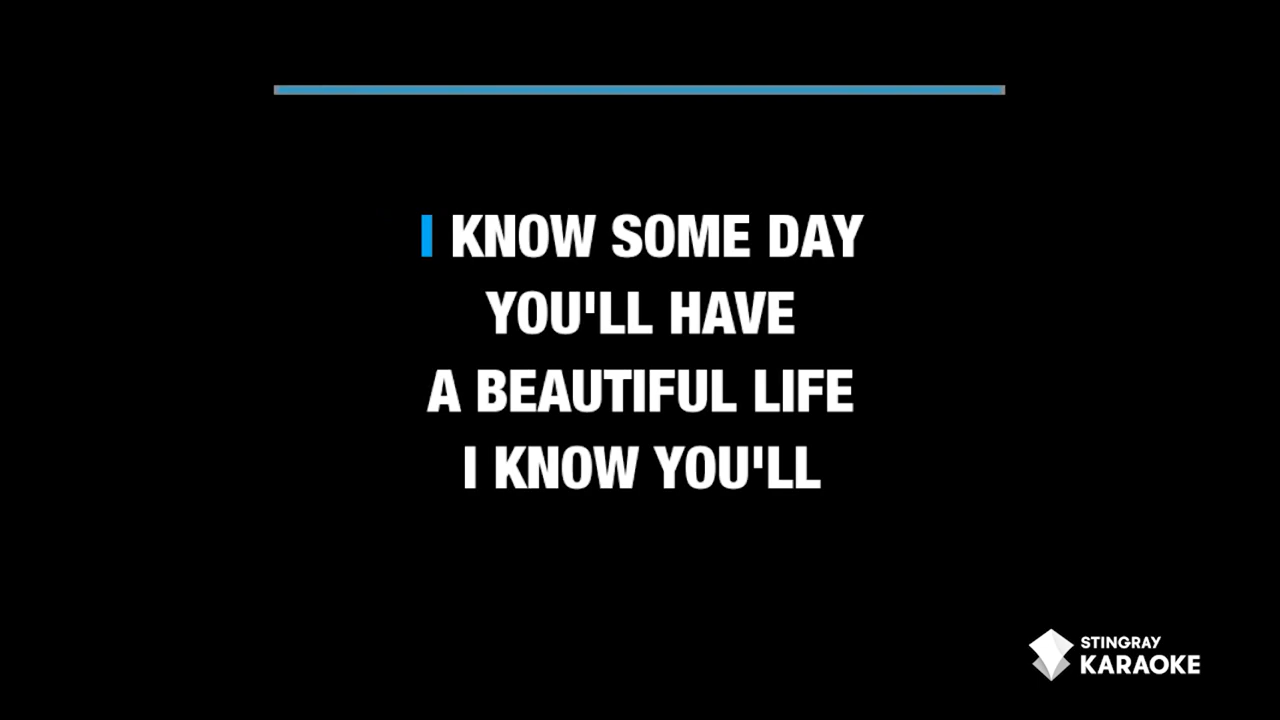 I KNOW SOME DAY
YOU'LL HAVE
A BEAUTIFUL LIFE
I KNOW YOU'LL
STINGRAY
KARAOKE